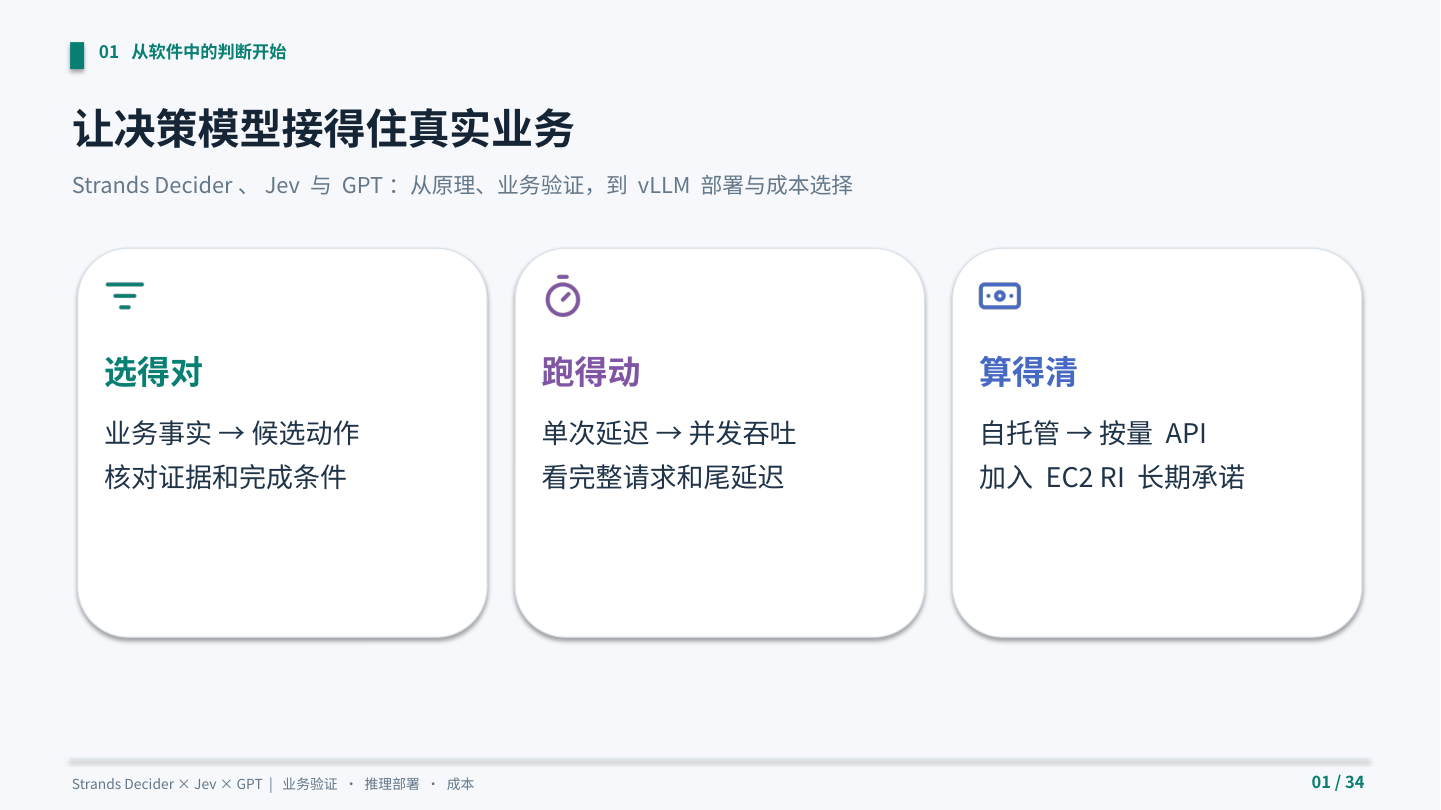 01 从软件中的判断开始
让决策模型接得住真实业务
Strands Decider 、 Jev 与 GPT： 从原理、业务验证，到 vLLM 部署与成本选择
选得对
业务事实 → 候选动作
核对证据和完成条件
跑得动
单次延迟 → 并发吞吐
看完整请求和尾延迟
算得清
自托管 → 按量 API
加入 EC2 RI 长期承诺
Strands Decider × Jev × GPT | 业务验证 · 推理部署 · 成本
01 / 34